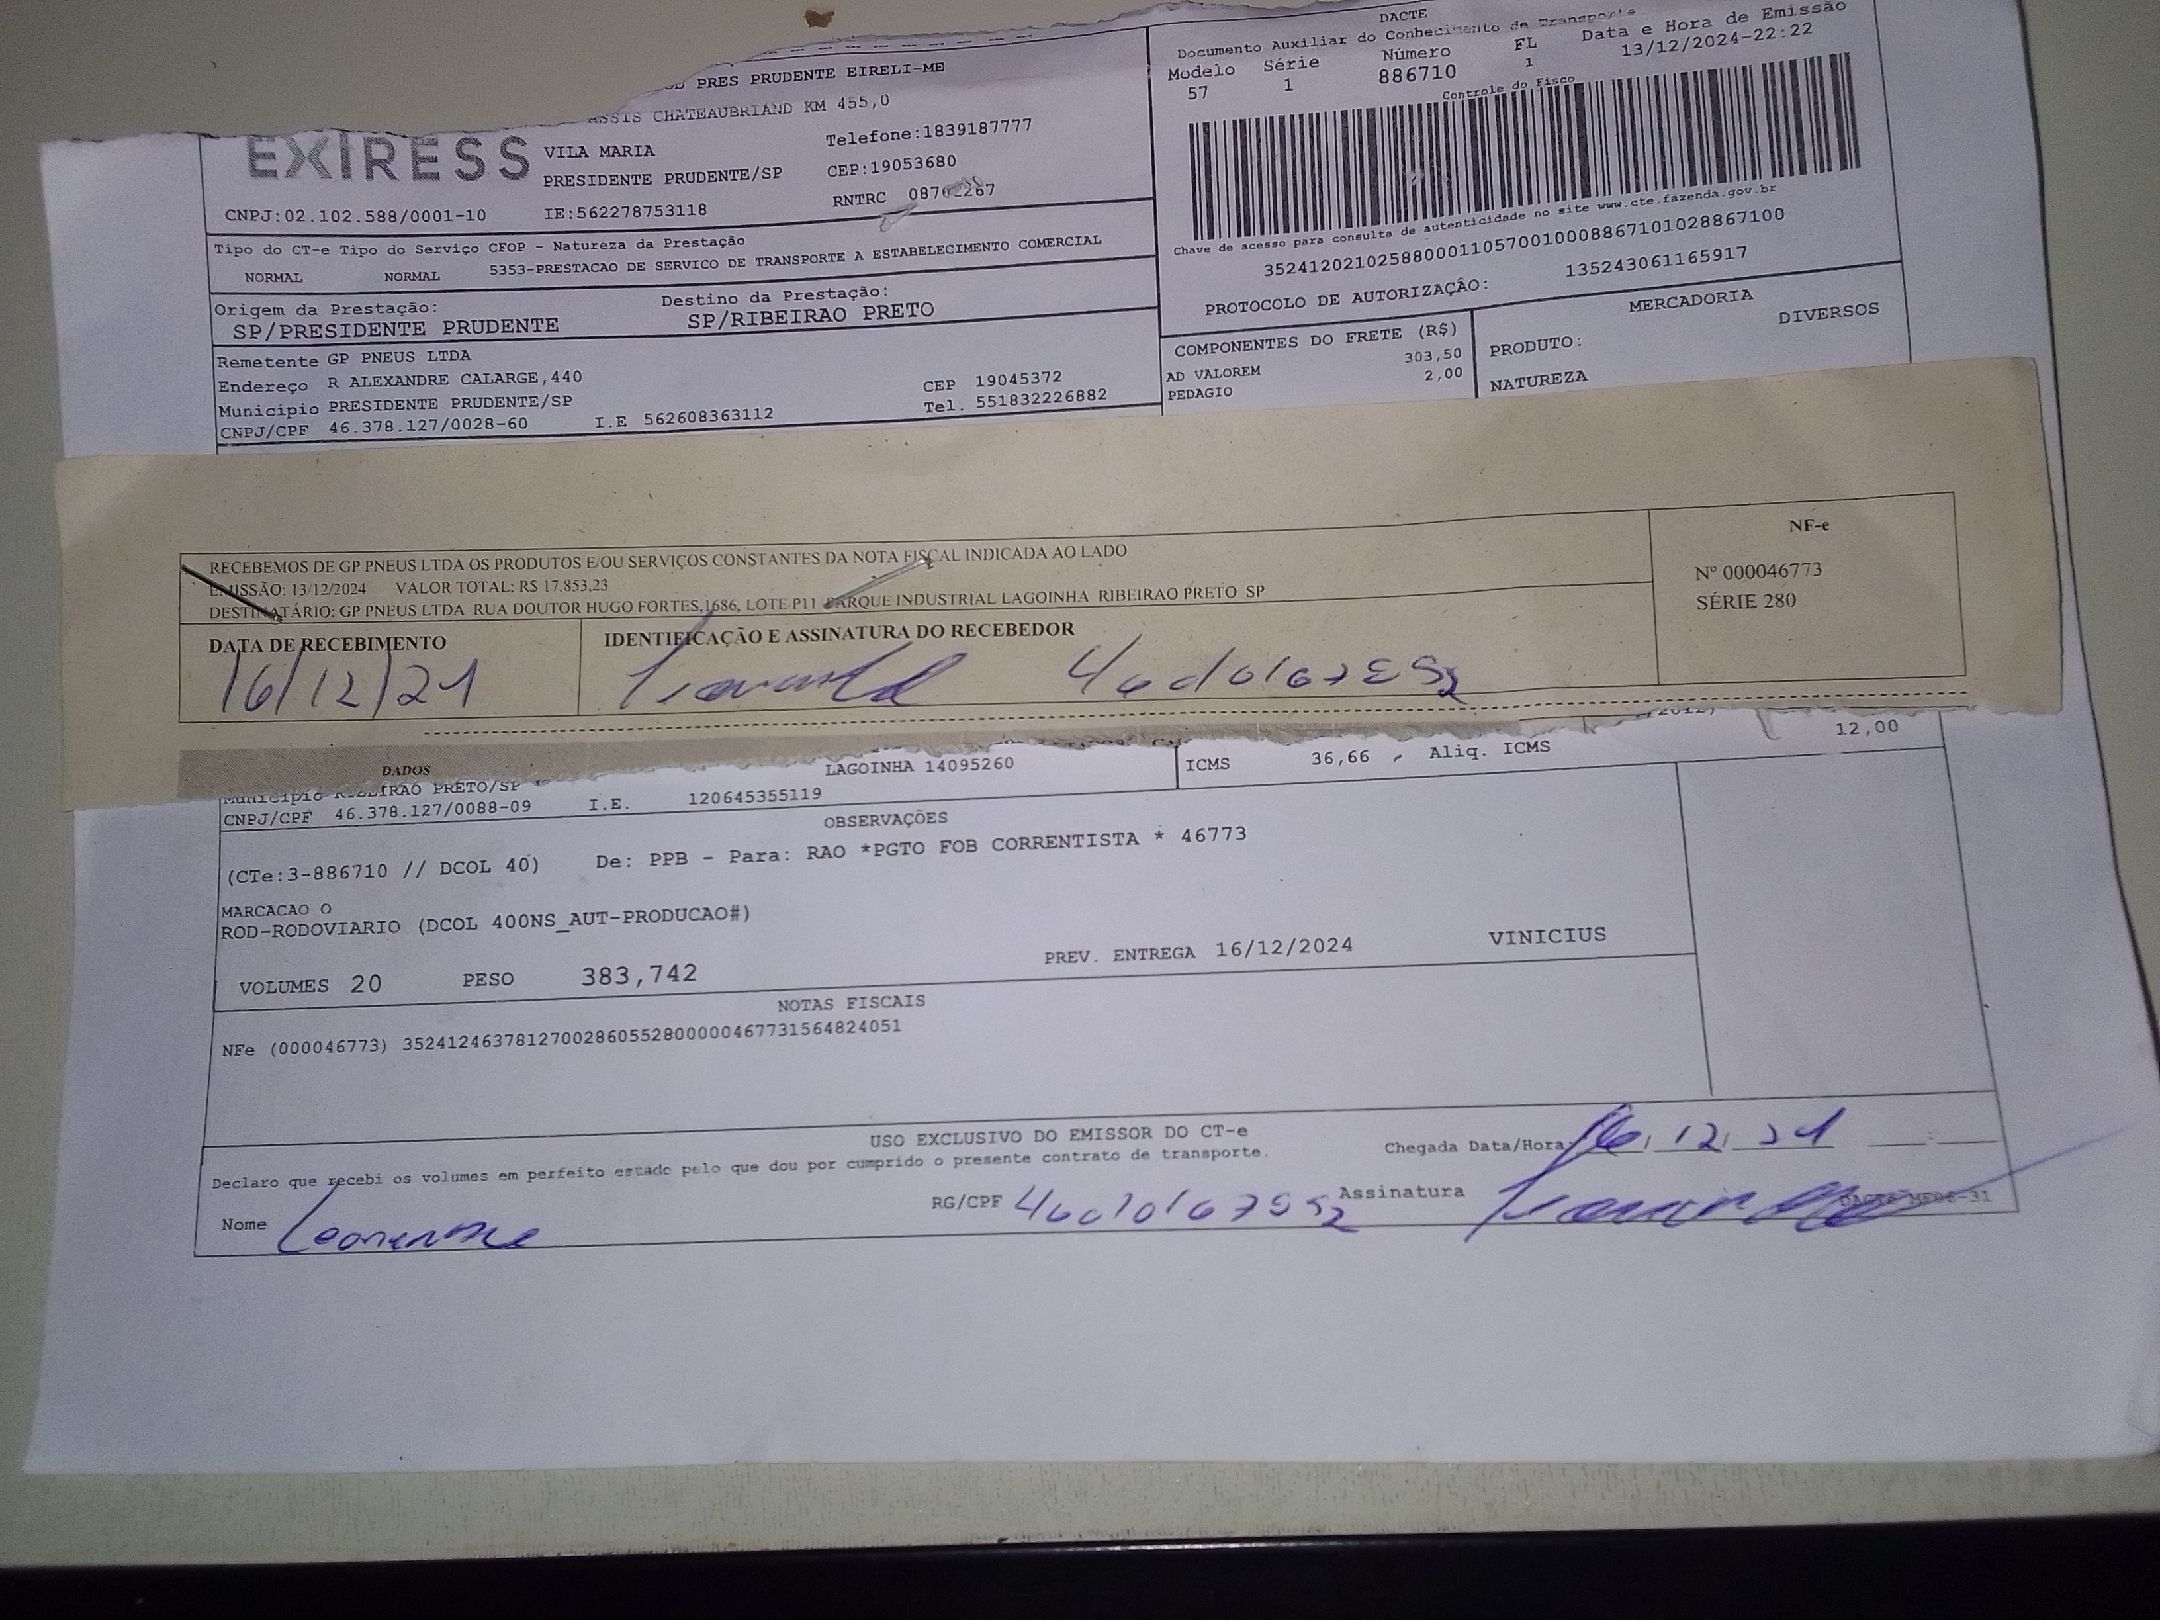 DACTE
Documento Auxiliar do Conhecimento de Transporte
Modelo Série Número FL Data e Hora de Emissão
57 1 886710 1 13/12/2024-22:22
Controle do Fisco
PRES PRUDENTE EIRELI-ME
ASSIS CHATEAUBRIAND KM 455,0
EXPRESS
VILA MARIA Telefone:1839187777
PRESIDENTE PRUDENTE/SP CEP:19053680
CNPJ:02.102.588/0001-10 IE:562278753118 RNTRC
Chave de acesso para consulta de autenticidade no site www.cte.fazenda.gov.br
35241202102588000110570010008867101028867100
PROTOCOLO DE AUTORIZAÇÃO: 135243061165917
Tipo do CT-e Tipo do Serviço CFOP - Natureza da Prestação
NORMAL NORMAL 5353-PRESTACAO DE SERVICO DE TRANSPORTE A ESTABELECIMENTO COMERCIAL
Origem da Prestação: Destino da Prestação:
SP/PRESIDENTE PRUDENTE SP/RIBEIRAO PRETO
Remetente GP PNEUS LTDA
Endereço R ALEXANDRE CALARGE,440 CEP 19045372
Município PRESIDENTE PRUDENTE/SP Tel. 551832226882
CNPJ/CPF 46.378.127/0028-60 I.E 562608363112
COMPONENTES DO FRETE (R$)
AD VALOREM 303,50
PEDAGIO 2,00
MERCADORIA
PRODUTO: DIVERSOS
NATUREZA
RECEBEMOS DE GP PNEUS LTDA OS PRODUTOS E/OU SERVIÇOS CONSTANTES DA NOTA FISCAL INDICADA AO LADO
EMISSÃO: 13/12/2024 VALOR TOTAL: R$ 17.853,23
DESTINATÁRIO: GP PNEUS LTDA RUA DOUTOR HUGO FORTES,1686, LOTE P11 PARQUE INDUSTRIAL LAGOINHA RIBEIRAO PRETO SP
NF-e
Nº 000046773
SÉRIE 280
DATA DE RECEBIMENTO
16/12/24
IDENTIFICAÇÃO E ASSINATURA DO RECEBEDOR
DADOS
LAGOINHA 14095260
ICMS 36,66 , Aliq. ICMS 12,00
Município RIBEIRAO PRETO/SP
CNPJ/CPF 46.378.127/0088-09 I.E. 120645355119
OBSERVAÇÕES
(CTe:3-886710 // DCOL 40) De: PPB - Para: RAO *PGTO FOB CORRENTISTA * 46773
MARCACAO O
ROD-RODOVIARIO (DCOL 400NS_AUT-PRODUCAO#)
PREV. ENTREGA 16/12/2024 VINICIUS
VOLUMES 20 PESO 383,742
NOTAS FISCAIS
NFe (000046773) 35241246378127002860552800000467731564824051
USO EXCLUSIVO DO EMISSOR DO CT-e
Declaro que recebi os volumes em perfeito estado pelo que dou por cumprido o presente contrato de transporte.
Chegada Data/Hora 16/12/24
Nome
RG/CPF
Assinatura